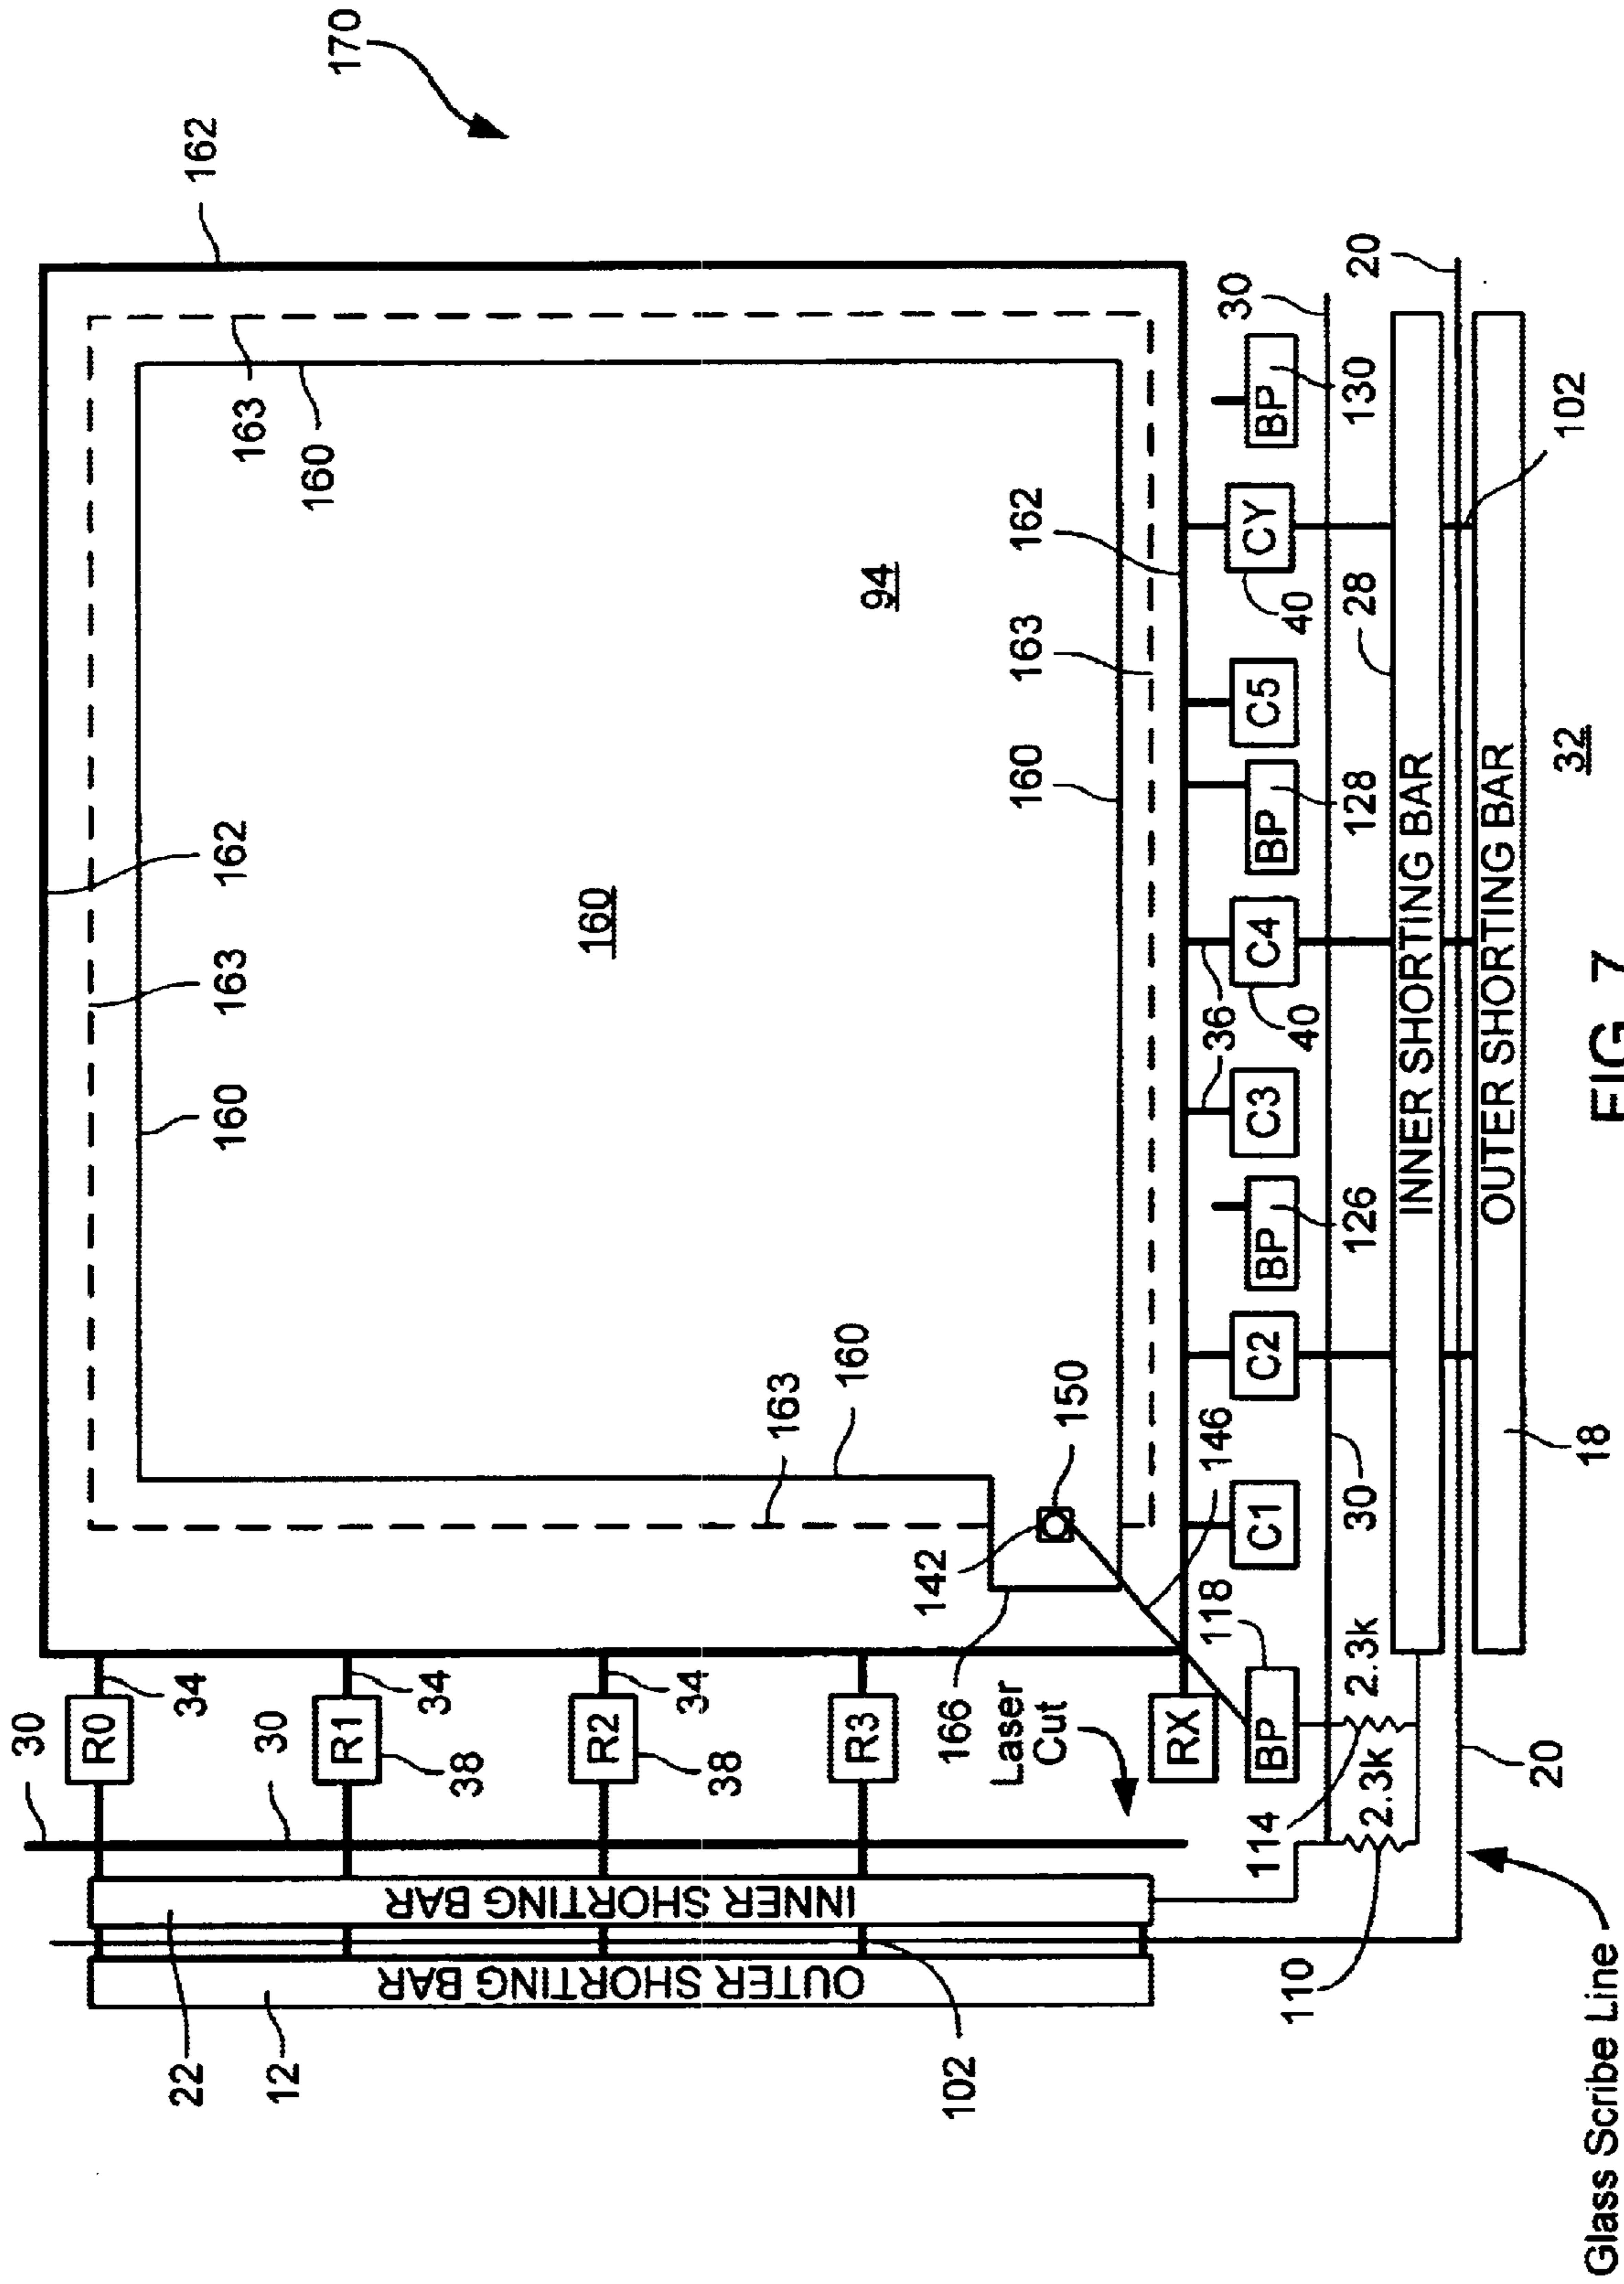 170
162
162
163
160
163
160
160
94
160
163
150
142
166
162
163
160
146
118
34
34
34
30
30
R0
R1
R2
R3
RX
38
38
Laser
Cut
INNER SHORTING BAR
OUTER SHORTING BAR
22
12
102
BP
C1
C2
BP
C3
C4
BP
C5
CY
BP
36
40
40
126
128
130
30
30
20
28
2.3k
2.3k
114
110
INNER SHORTING BAR
OUTER SHORTING BAR
102
20
18
32
Glass Scribe Line
FIG. 7